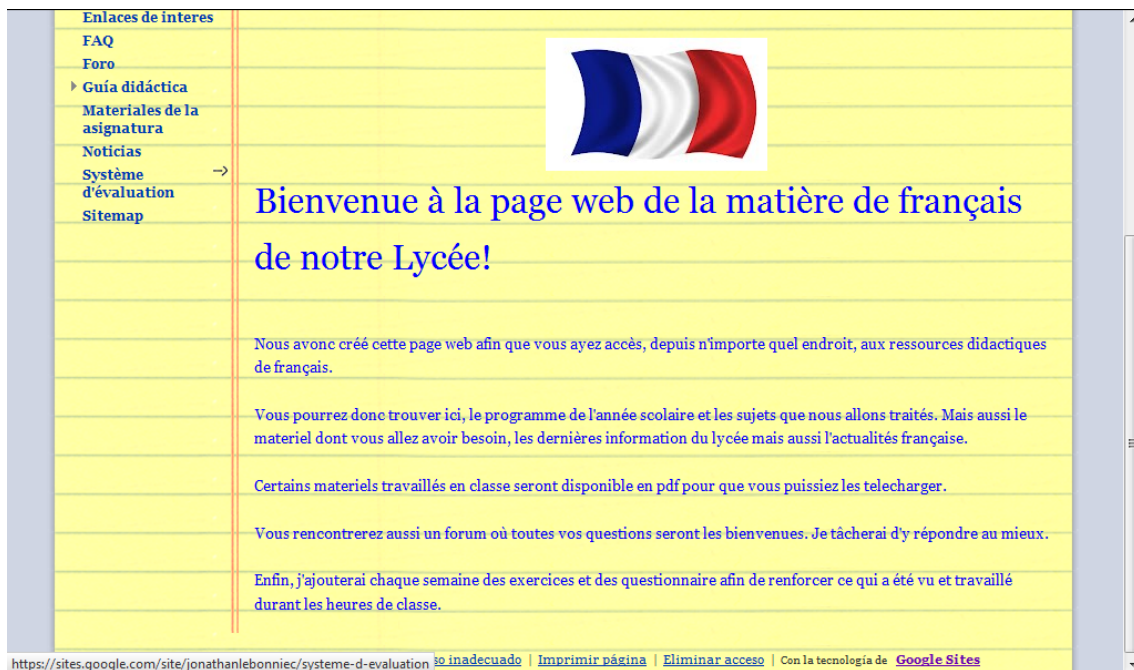 Enlaces de interes
FAQ
Foro
Guía didáctica
Materiales de la
asignatura
Noticias
Système
d'évaluation
Sitemap
Bienvenue à la page web de la matière de français
de notre Lycée!
Nous avonc créé cette page web afin que vous ayez accès, depuis n'importe quel endroit, aux ressources didactiques
de français.
Vous pourrez donc trouver ici, le programme de l'année scolaire et les sujets que nous allons traités. Mais aussi le
materiel dont vous allez avoir besoin, les dernières information du lycée mais aussi l'actualités française.
Certains materiels travaillés en classe seront disponible en pdf pour que vous puissiez les telecharger.
Vous rencontrerez aussi un forum où toutes vos questions seront les bienvenues. Je tâcherai d'y répondre au mieux.
Enfin, j'ajouterai chaque semaine des exercices et des questionnaire afin de renforcer ce qui a été vu et travaillé
durant les heures de classe.
https://sites.google.com/site/jonathanlebonniec/systeme-d-evaluation so inadecuado | Imprimir página | Eliminar acceso | Con la tecnología de Google Sites